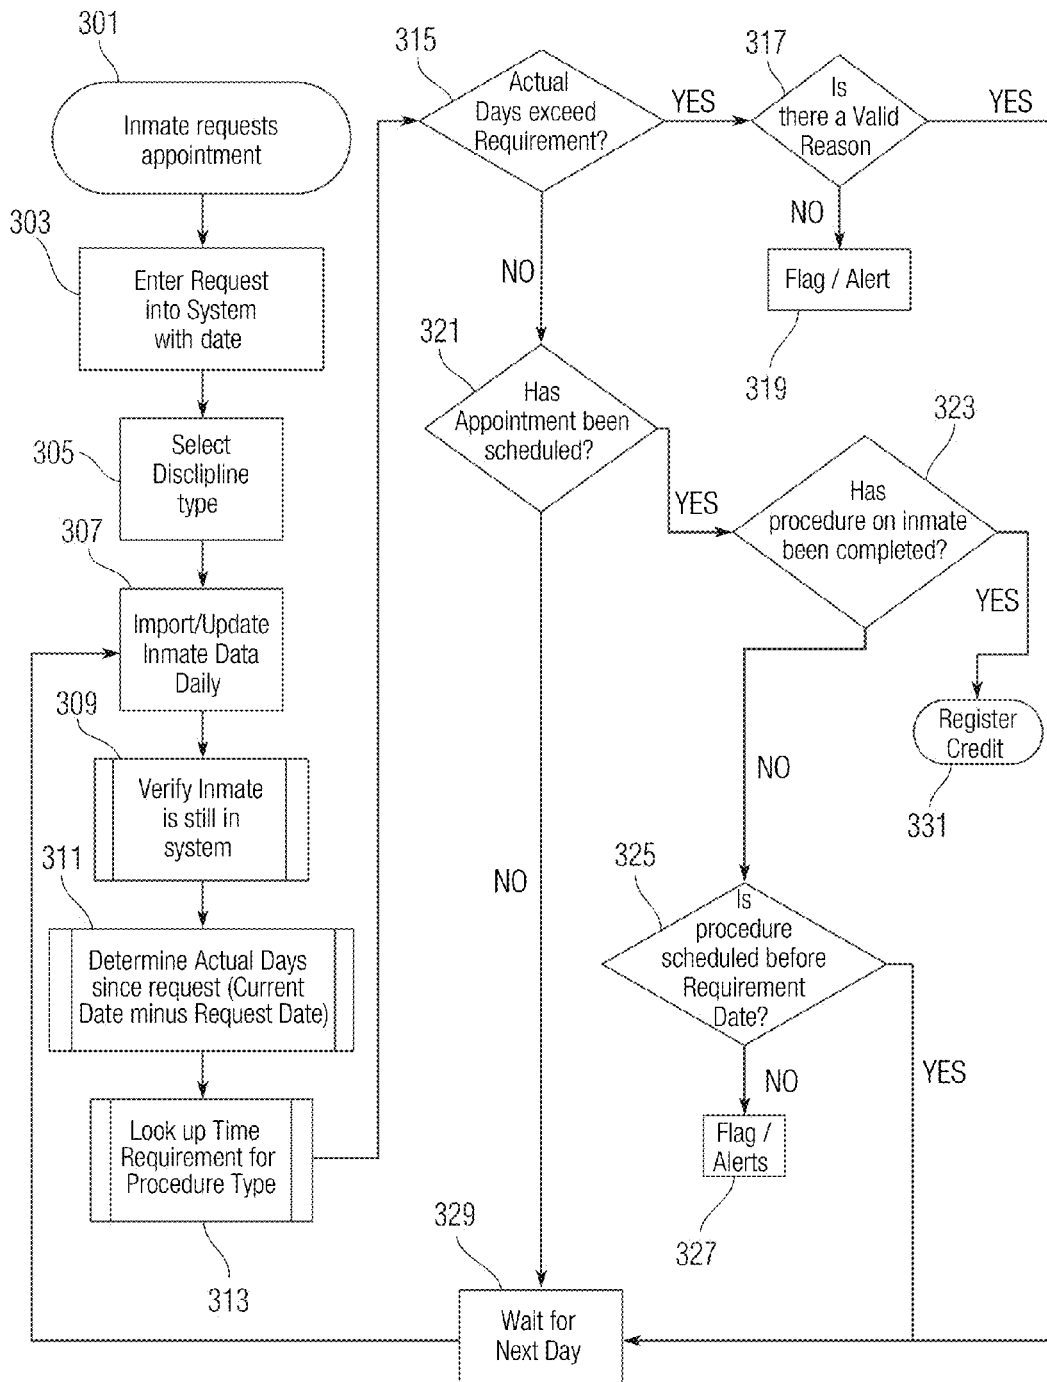 301
Inmate requests
appointment
303
Enter Request
into System
with date
305
Select
Disclipline
type
307
Import/Update
Inmate Data
Daily
309
Verify Inmate
is still in
system
311
Determine Actual Days
since request (Current
Date minus Request Date)
Look up Time
Requirement for
Procedure Type
313
315
Actual
Days exceed
Requirement?
YES
NO
317
Is
there a Valid
Reason
YES
NO
Flag / Alert
319
321
Has
Appointment been
scheduled?
YES
NO
323
Has
procedure on inmate
been completed?
YES
NO
Register
Credit
331
325
Is
procedure
scheduled before
Requirement
Date?
YES
NO
Flag /
Alerts
327
329
Wait for
Next Day